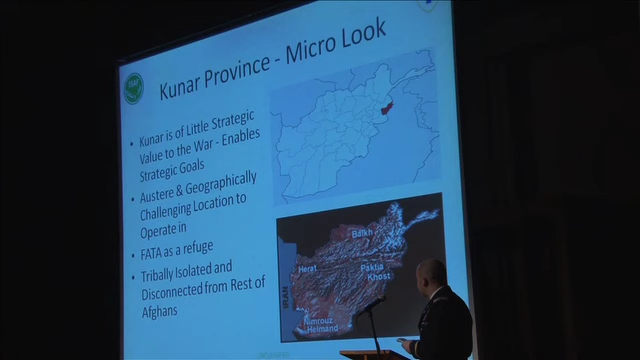 Kunar Province - Micro Look
• Kunar is of Little Strategic
Value to the War - Enables
Strategic Goals
• Austere & Geographically
Challenging Location to
Operate in
• FATA as a refuge
• Tribally Isolated and
Disconnected from Rest of
Afghans
Balkh
Herat
Paktia
Khost
IRAN
Nimrouz
Helmand